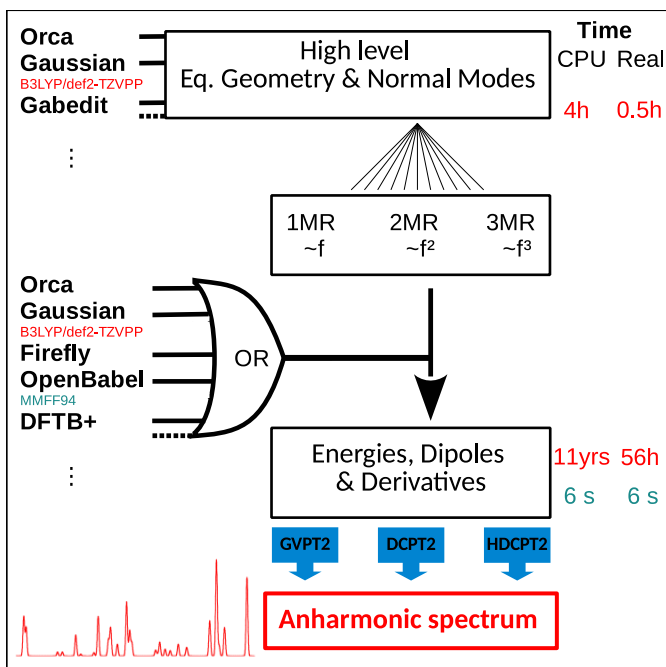 Orca
Gaussian
B3LYP/def2-TZVPP
Gabedit
⋮
High level
Eq. Geometry & Normal Modes
Time
CPU Real
4h 0.5h
1MR 2MR 3MR
~f ~f² ~f³
Orca
Gaussian
B3LYP/def2-TZVPP
Firefly
OpenBabel
MMFF94
DFTB+
⋮
OR
Energies, Dipoles
& Derivatives
11yrs 56h
6 s 6 s
GVPT2 DCPT2 HDCPT2
Anharmonic spectrum